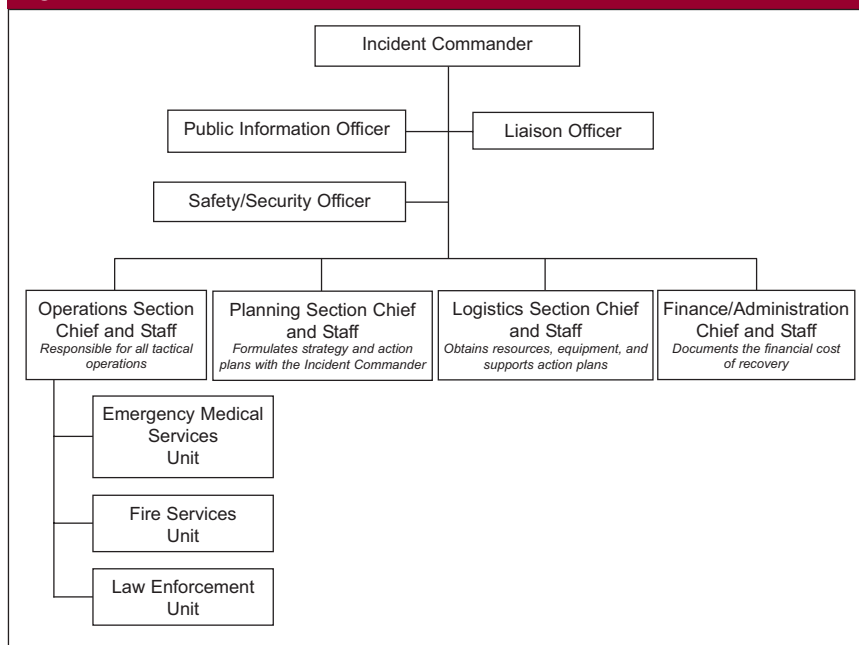 Incident Commander
Public Information Officer
Liaison Officer
Safety/Security Officer
Operations Section
Chief and Staff
Responsible for all tactical
operations
Planning Section Chief
and Staff
Formulates strategy and action
plans with the Incident Commander
Logistics Section Chief
and Staff
Obtains resources, equipment, and
supports action plans
Finance/Administration
Chief and Staff
Documents the financial cost
of recovery
Emergency Medical
Services
Unit
Fire Services
Unit
Law Enforcement
Unit